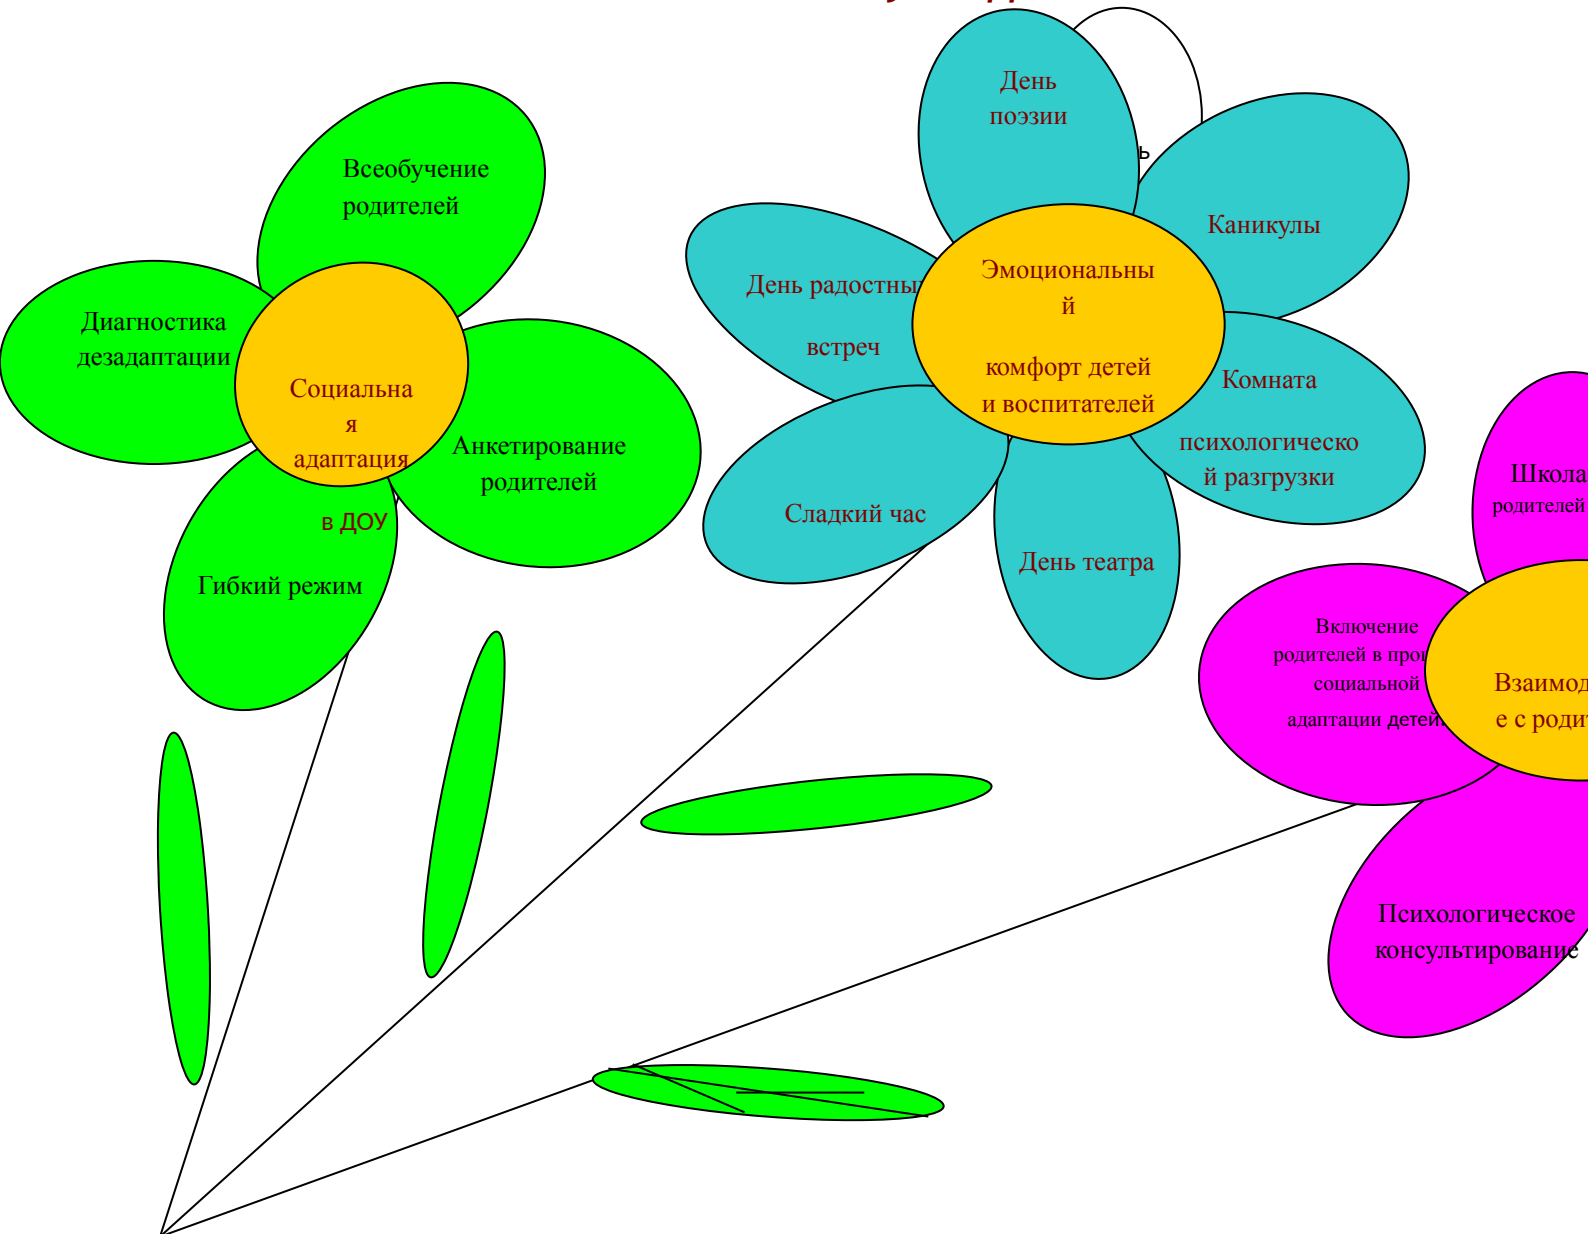 Всеобучение
родителей
Диагностика
дезадаптации
Социальна
я
адаптация
в ДОУ
Анкетирование
родителей
Гибкий режим
День
поэзии
ь
Каникулы
День радостны
встреч
Эмоциональны
й
комфорт детей
и воспитателей
Комната
психологическо
й разгрузки
Сладкий час
День театра
Школа
родителей
Включение
родителей в про
социальной
адаптации детей
Взаимод
е с роди
Психологическое
консультирование